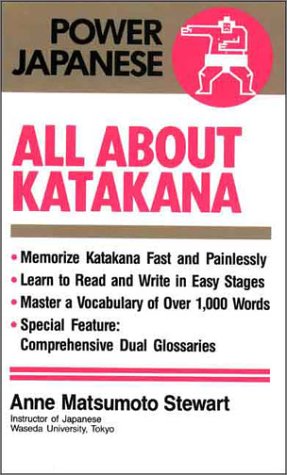 POWER
JAPANESE
ALL ABOUT
KATAKANA
• Memorize Katakana Fast and Painlessly
• Learn to Read and Write in Easy Stages
• Master a Vocabulary of Over 1,000 Words
• Special Feature:
Comprehensive Dual Glossaries
Anne Matsumoto Stewart
Instructor of Japanese
Waseda University, Tokyo